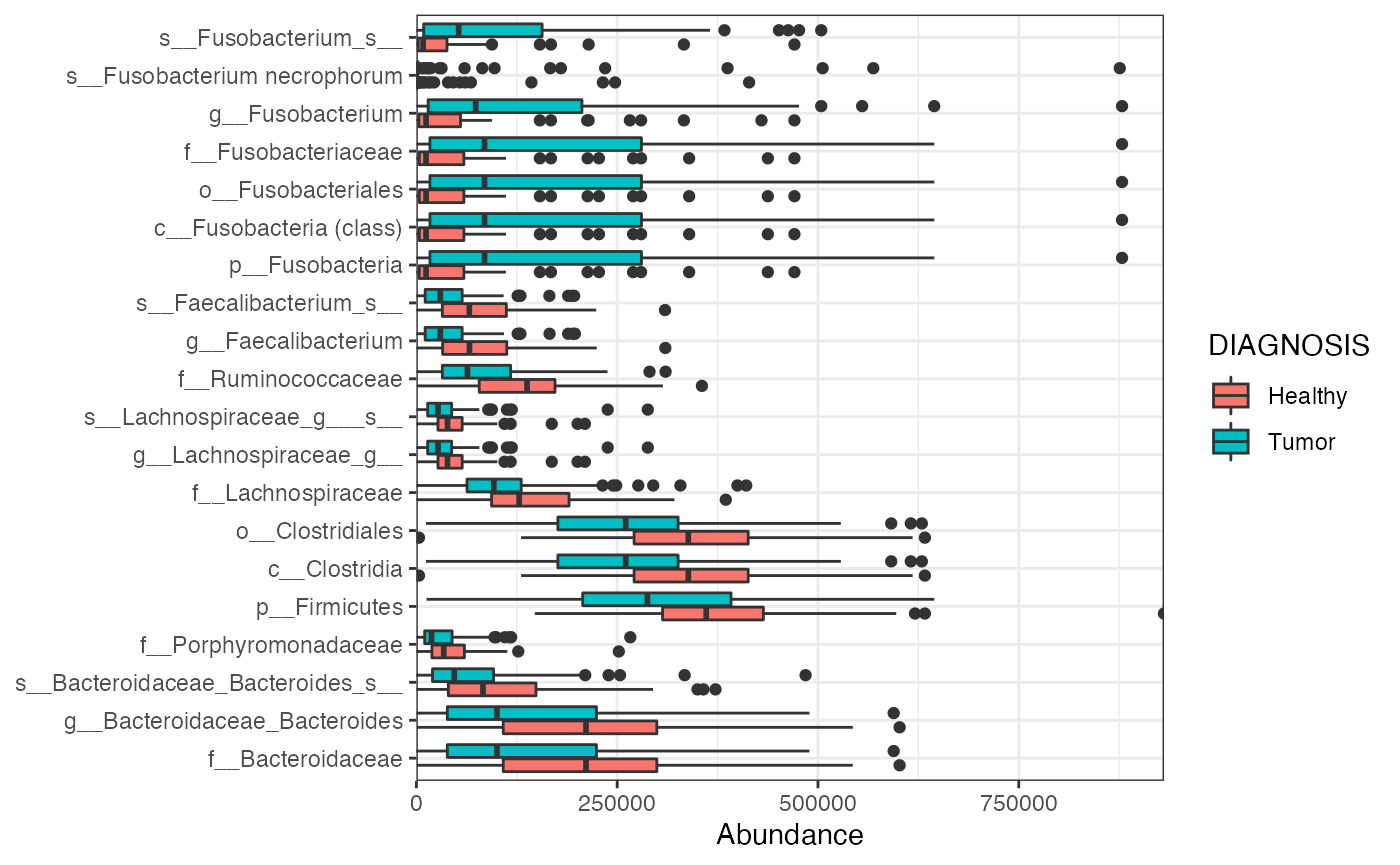 s__Fusobacterium_s__
s__Fusobacterium necrophorum
g__Fusobacterium
f__Fusobacteriaceae
o__Fusobacteriales
c__Fusobacteria (class)
p__Fusobacteria
s__Faecalibacterium_s__
g__Faecalibacterium
f__Ruminococcaceae
s__Lachnospiraceae_g___s__
g__Lachnospiraceae_g__
f__Lachnospiraceae
o__Clostridiales
c__Clostridia
p__Firmicutes
f__Porphyromonadaceae
s__Bacteroidaceae_Bacteroides_s__
g__Bacteroidaceae_Bacteroides
f__Bacteroidaceae
0 250000 500000 750000
Abundance
DIAGNOSIS
Healthy
Tumor